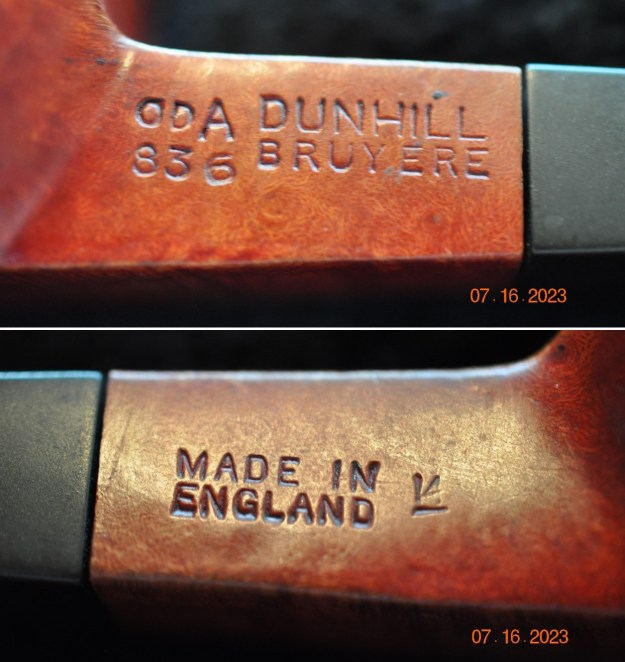 ODA DUNHILL
836 BRUYERE
07.16.2023
MADE IN
ENGLAND
07.16.2023